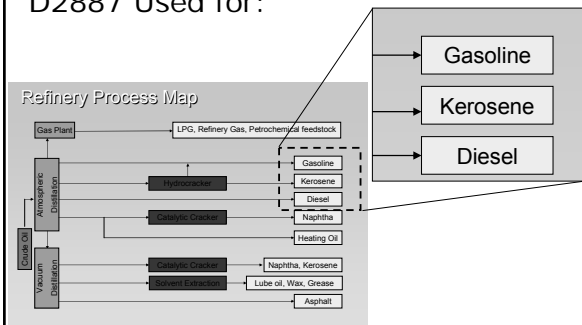 D2887 Used for:
Gasoline
Kerosene
Diesel
Refinery Process Map
Gas Plant
LPG, Refinery Gas, Petrochemical feedstock
Crude Oil
Atmospheric
Distillation
Hydrocracker
Gasoline
Kerosene
Diesel
Catalytic Cracker
Naphtha
Heating Oil
Vacuum
Distillation
Catalytic Cracker
Naphtha, Kerosene
Solvent Extraction
Lube oil, Wax, Grease
Asphalt